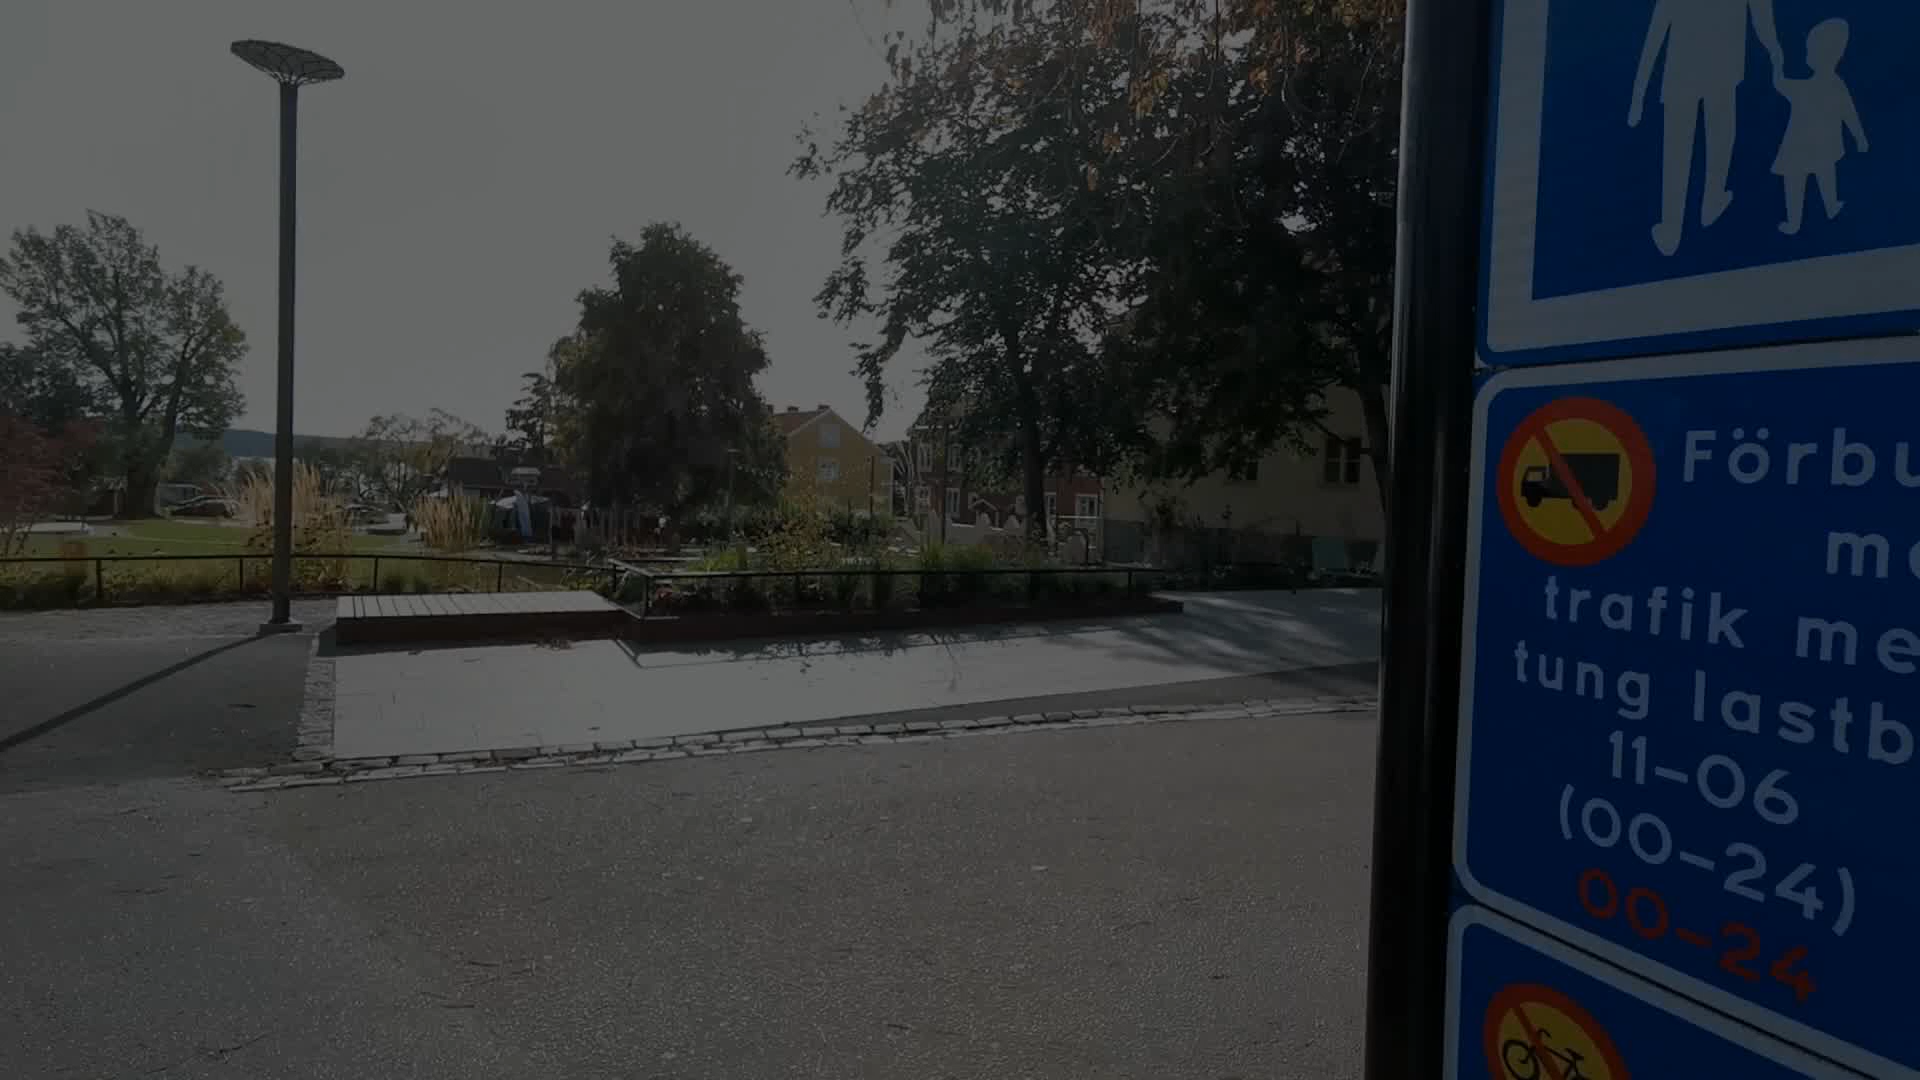 Förbu
me
trafik me
tung lastb
11-06
(00-24)
00-24